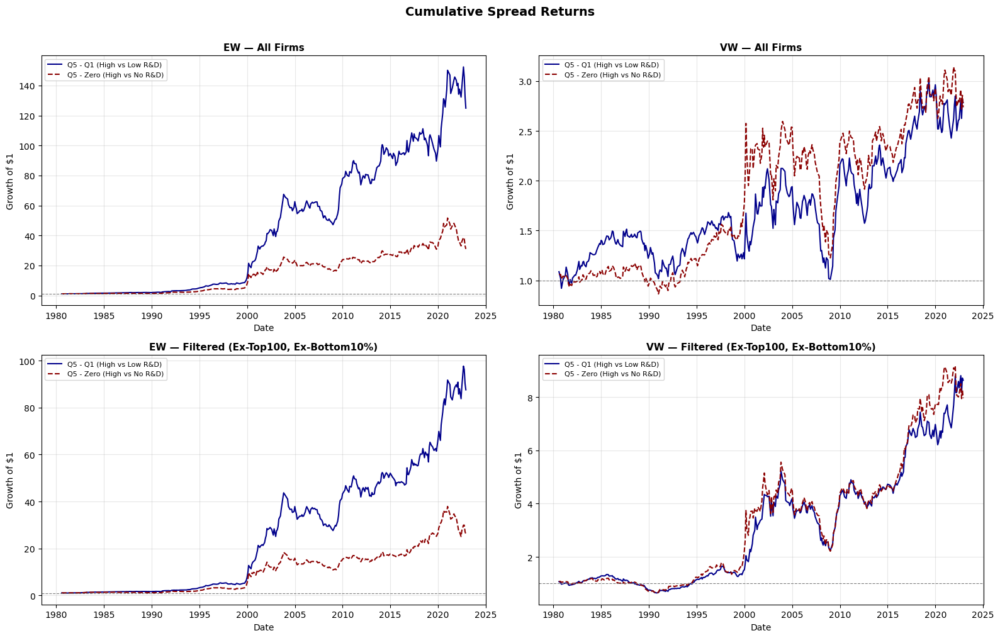 Cumulative Spread Returns
EW — All Firms
Growth of $1
Q5 - Q1 (High vs Low R&D)
Q5 - Zero (High vs No R&D)
140
120
100
80
60
40
20
0
1980 1985 1990 1995 2000 2005 2010 2015 2020 2025
Date
VW — All Firms
Growth of $1
Q5 - Q1 (High vs Low R&D)
Q5 - Zero (High vs No R&D)
3.0
2.5
2.0
1.5
1.0
1980 1985 1990 1995 2000 2005 2010 2015 2020 2025
Date
EW — Filtered (Ex-Top100, Ex-Bottom10%)
Growth of $1
Q5 - Q1 (High vs Low R&D)
Q5 - Zero (High vs No R&D)
100
80
60
40
20
0
1980 1985 1990 1995 2000 2005 2010 2015 2020 2025
Date
VW — Filtered (Ex-Top100, Ex-Bottom10%)
Growth of $1
Q5 - Q1 (High vs Low R&D)
Q5 - Zero (High vs No R&D)
8
6
4
2
1980 1985 1990 1995 2000 2005 2010 2015 2020 2025
Date